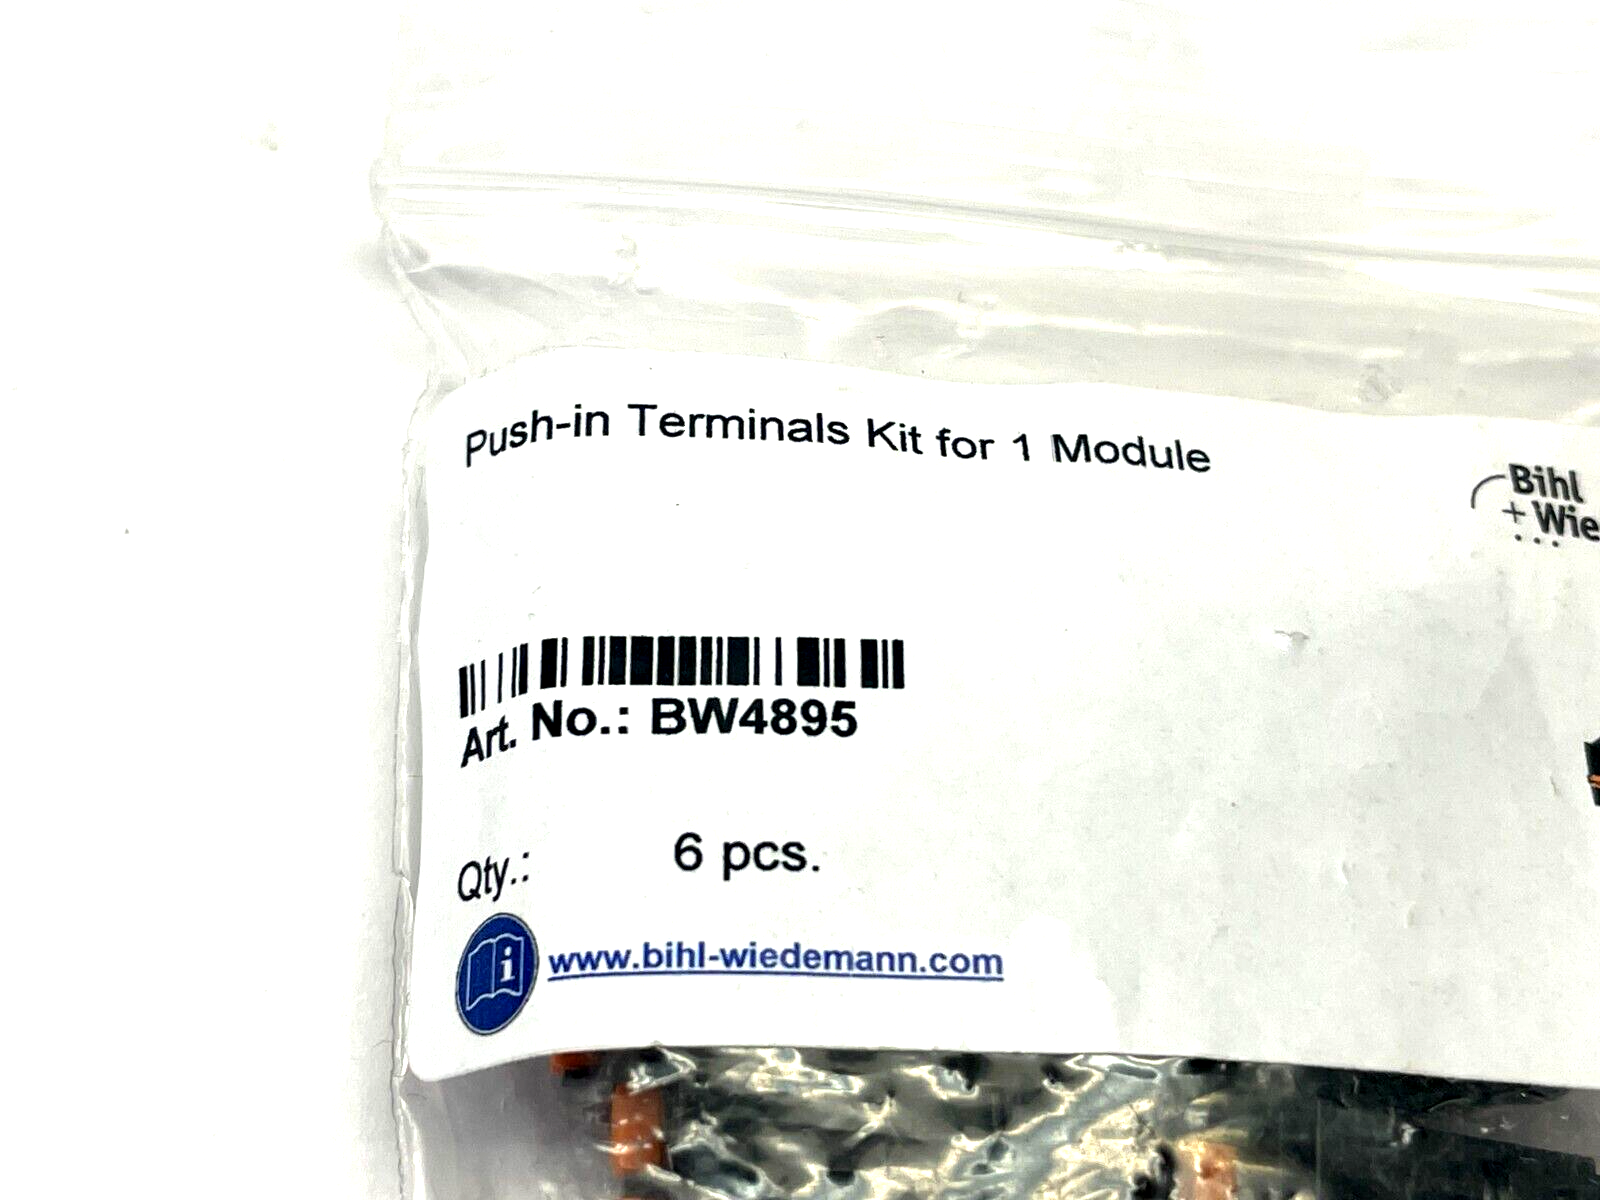 Push-in Terminals Kit for 1 Module
Bihl
+Wie
Art. No.: BW4895
Qty.: 6 pcs.
i www.bihl-wiedemann.com